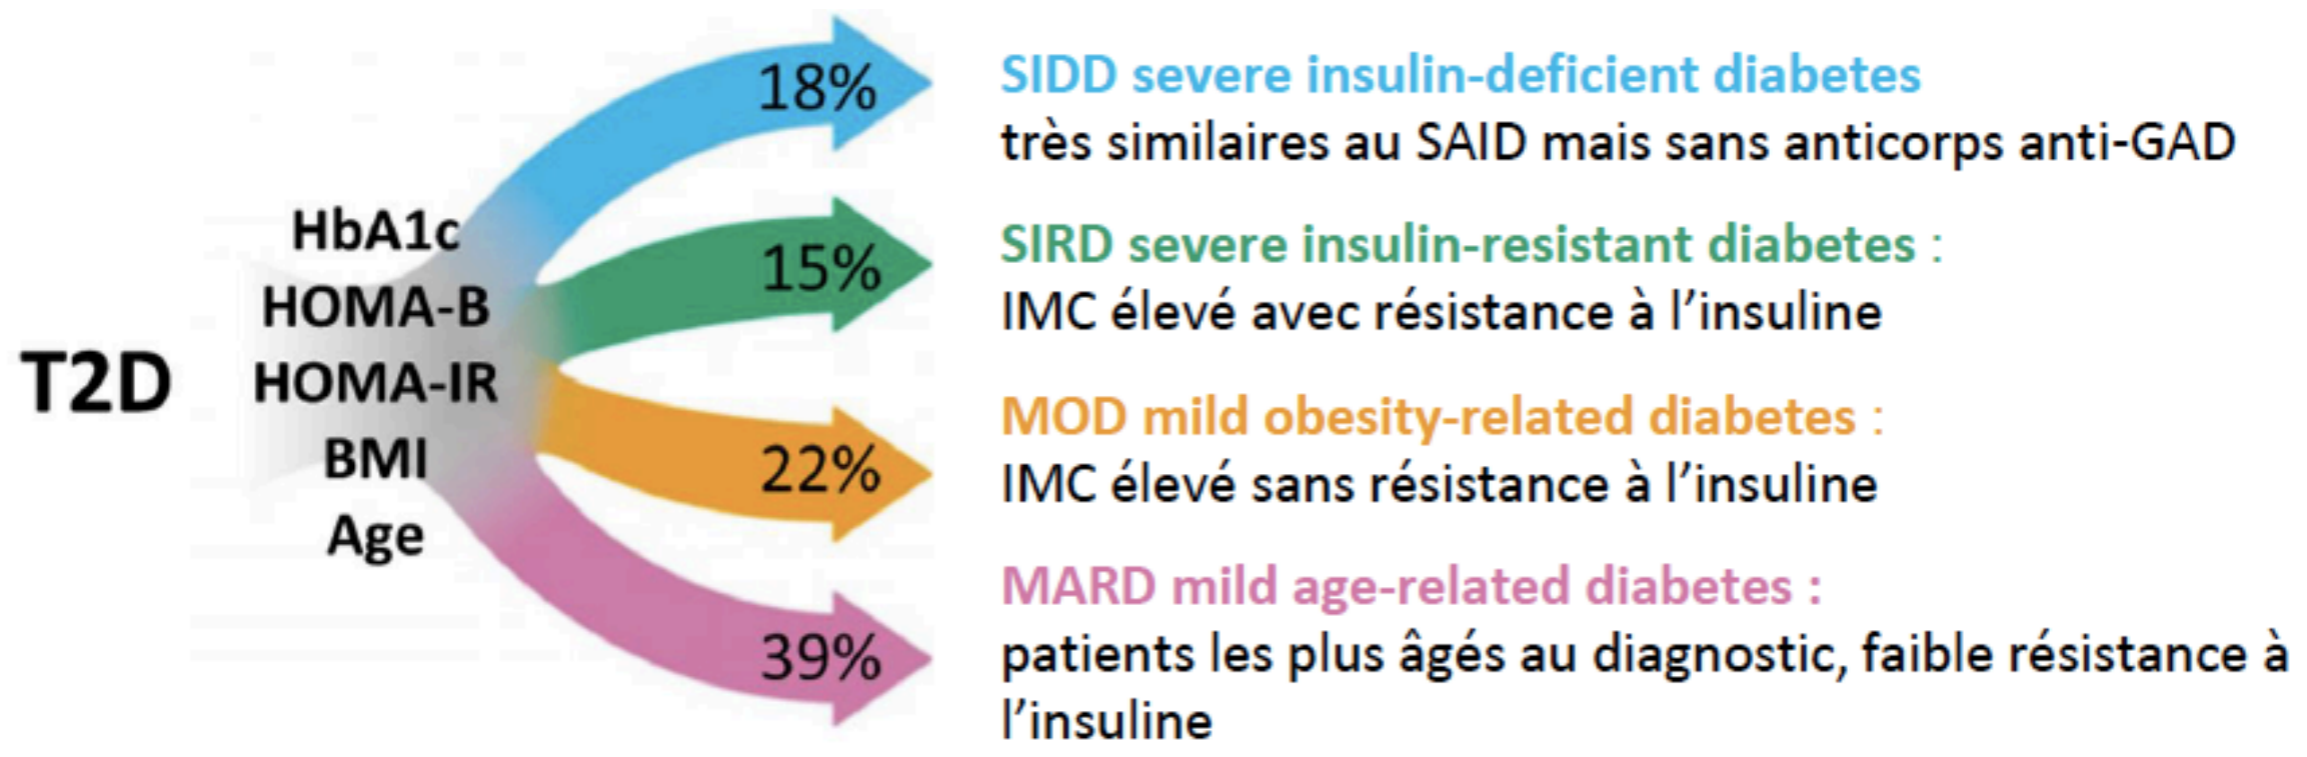 T2D
HbA1c
HOMA-B
HOMA-IR
BMI
Age
18%
SIDD severe insulin-deficient diabetes
très similaires au SAID mais sans anticorps anti-GAD
15%
SIRD severe insulin-resistant diabetes :
IMC élevé avec résistance à l’insuline
22%
MOD mild obesity-related diabetes :
IMC élevé sans résistance à l’insuline
39%
MARD mild age-related diabetes :
patients les plus âgés au diagnostic, faible résistance à
l’insuline